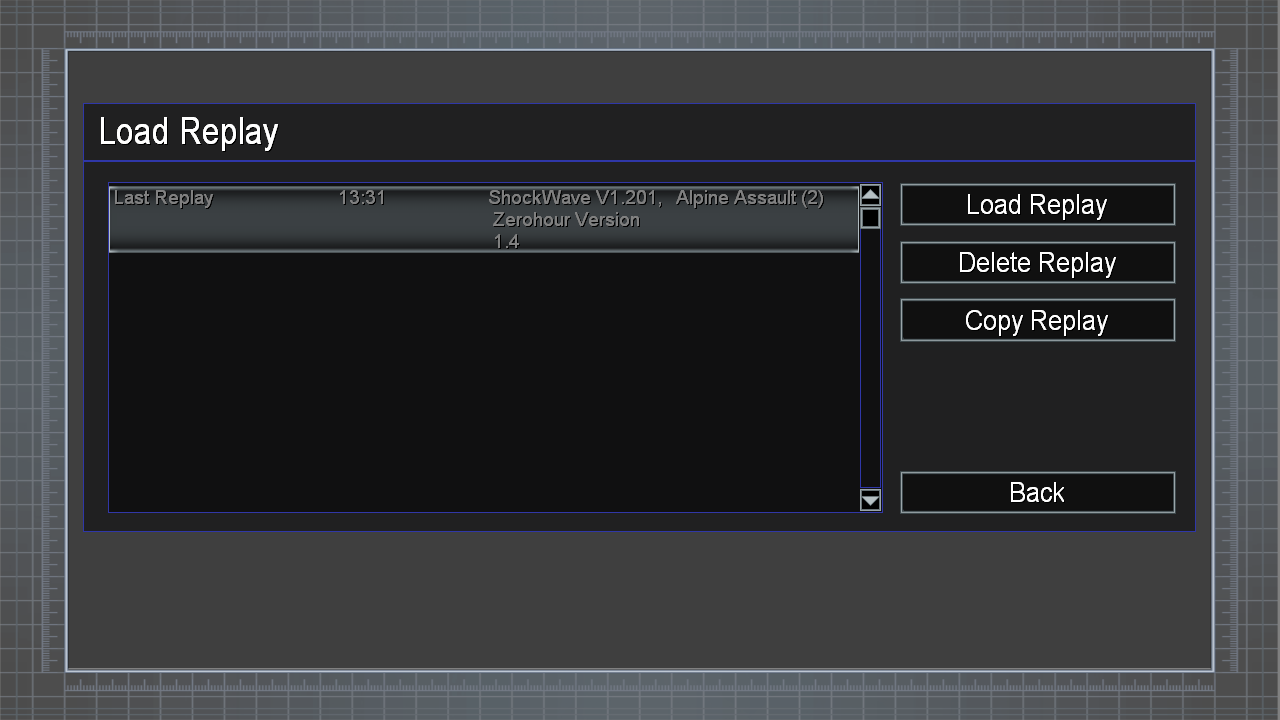 Load Replay
Last Replay 13:31 ShockWave V1.201, Alpine Assault (2)
Zerohour Version
1.4
Load Replay
Delete Replay
Copy Replay
Back